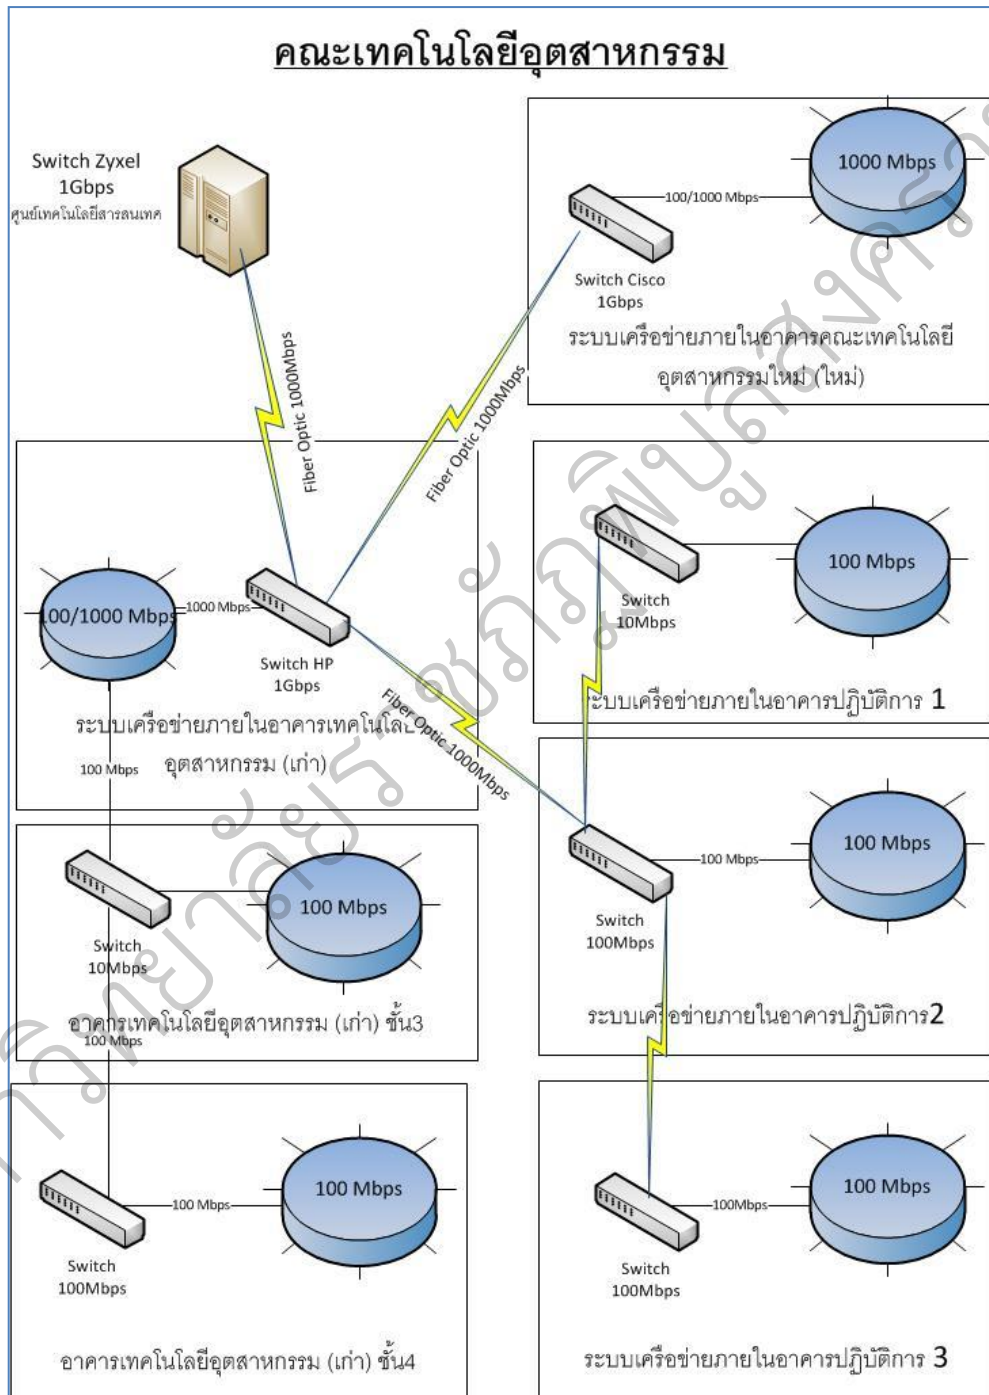 คณะเทคโนโลยีอุตสาหกรรม
Switch Zyxel
1Gbps
ศูนย์เทคโนโลยีสารสนเทศ
1000 Mbps
100/1000 Mbps
Switch Cisco
1Gbps
ระบบเครือข่ายภายในอาคารคณะเทคโนโลยี
อุตสาหกรรมใหม่ (ใหม่)
Fiber Optic 1000Mbps
Fiber Optic 1000Mbps
100/1000 Mbps
1000 Mbps
Switch HP
1Gbps
ระบบเครือข่ายภายในอาคารเทคโนโลยี
อุตสาหกรรม (เก่า)
Fiber Optic 1000Mbps
100 Mbps
Switch
10Mbps
100 Mbps
ระบบเครือข่ายภายในอาคารปฏิบัติการ 1
Switch
10Mbps
100 Mbps
อาคารเทคโนโลยีอุตสาหกรรม (เก่า) ชั้น3
100 Mbps
Switch
100Mbps
100 Mbps
100 Mbps
ระบบเครือข่ายภายในอาคารปฏิบัติการ2
Switch
100Mbps
100 Mbps
100 Mbps
อาคารเทคโนโลยีอุตสาหกรรม (เก่า) ชั้น4
Switch
100Mbps
100Mbps
100 Mbps
ระบบเครือข่ายภายในอาคารปฏิบัติการ 3